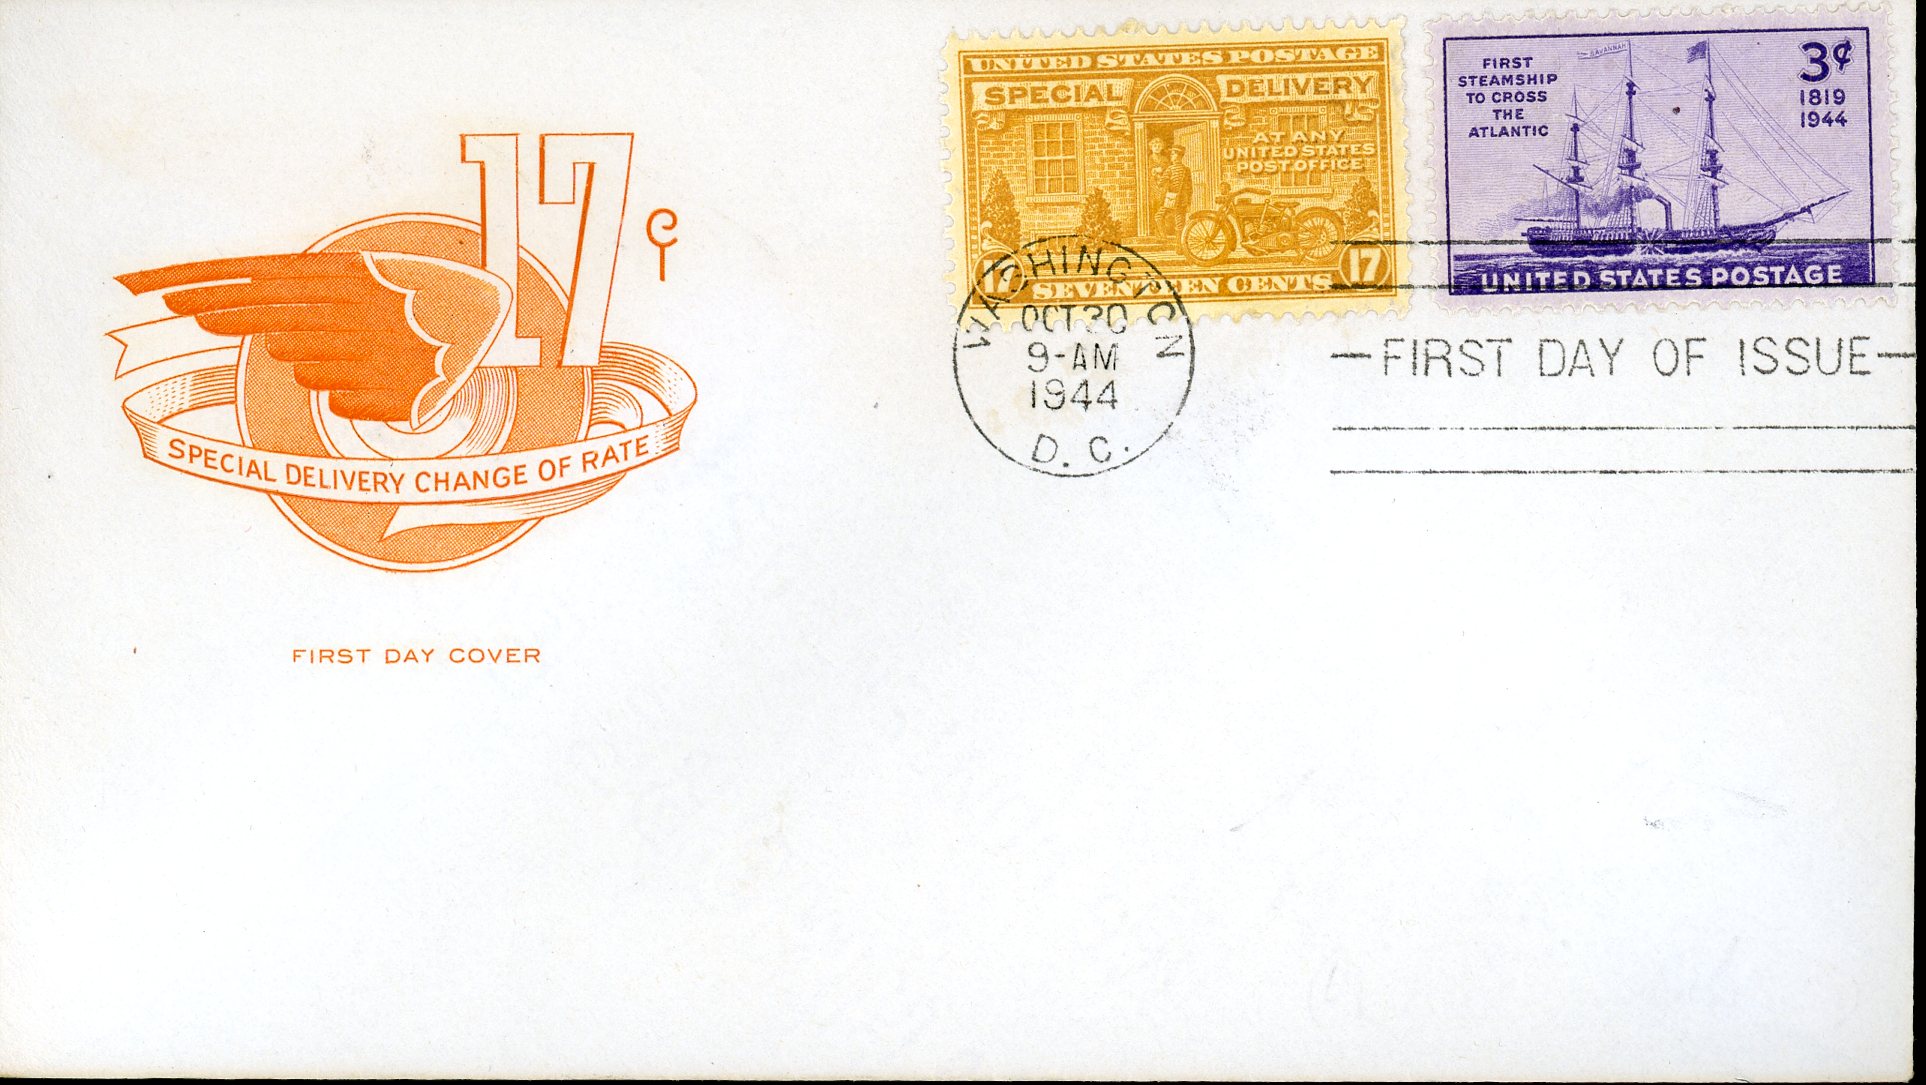 17
¢
SPECIAL DELIVERY CHANGE OF RATE
FIRST DAY COVER
UNITED STATES POSTAGE
SPECIAL DELIVERY
AT ANY
UNITED STATES
POST OFFICE
17 SEVENTEEN CENTS 17
SAVANNAH
FIRST
STEAMSHIP
TO CROSS
THE
ATLANTIC
3¢
1819
1944
UNITED STATES POSTAGE
WASHINGTON
OCT 30
9-AM
1944
D. C.
—FIRST DAY OF ISSUE—